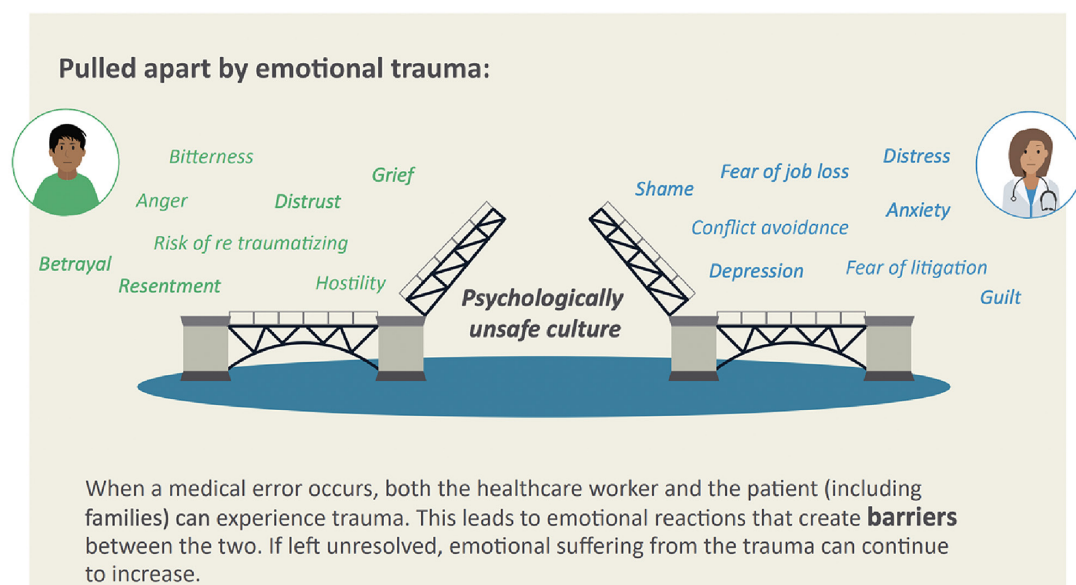 Pulled apart by emotional trauma:
Bitterness
Grief
Anger
Distrust
Risk of re traumatizing
Betrayal
Resentment
Hostility
Psychologically
unsafe culture
Distress
Fear of job loss
Shame
Anxiety
Conflict avoidance
Depression
Fear of litigation
Guilt
When a medical error occurs, both the healthcare worker and the patient (including
families) can experience trauma. This leads to emotional reactions that create barriers
between the two. If left unresolved, emotional suffering from the trauma can continue
to increase.